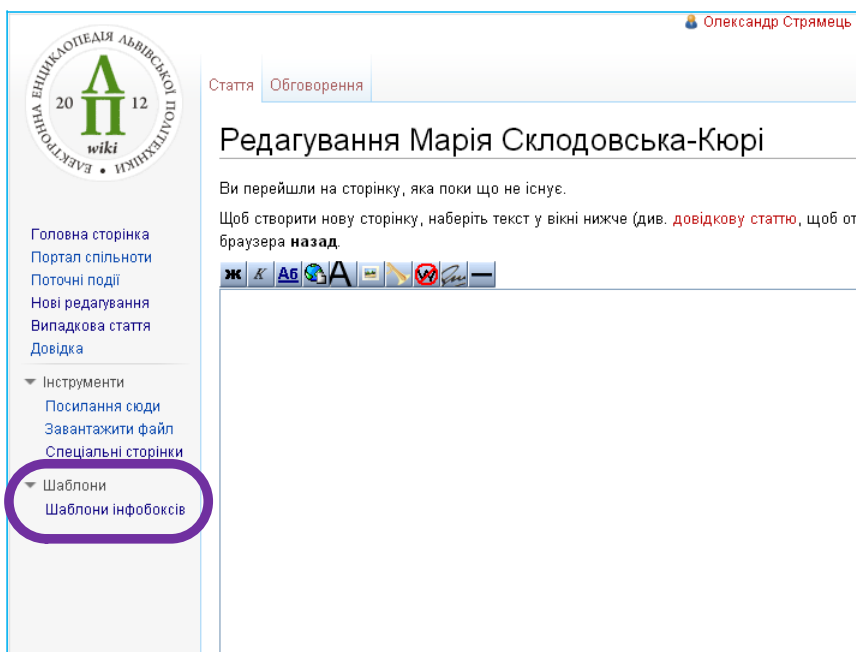 Олександр Стрямець
ЕЛЕКТРОННА ЕНЦИКЛОПЕДІЯ ЛЬВІВСЬКОЇ ПОЛІТЕХНІКИ
20 ЛП 12
wiki
Стаття Обговорення
Редагування Марія Склодовська-Кюрі
Ви перейшли на сторінку, яка поки що не існує.
Щоб створити нову сторінку, наберіть текст у вікні нижче (див. довідкову статтю, щоб от
браузера назад.
Ж К Аб А W
Головна сторінка
Портал спільноти
Поточні події
Нові редагування
Випадкова стаття
Довідка
Інструменти
Посилання сюди
Завантажити файл
Спеціальні сторінки
Шаблони
Шаблони інфобоксів